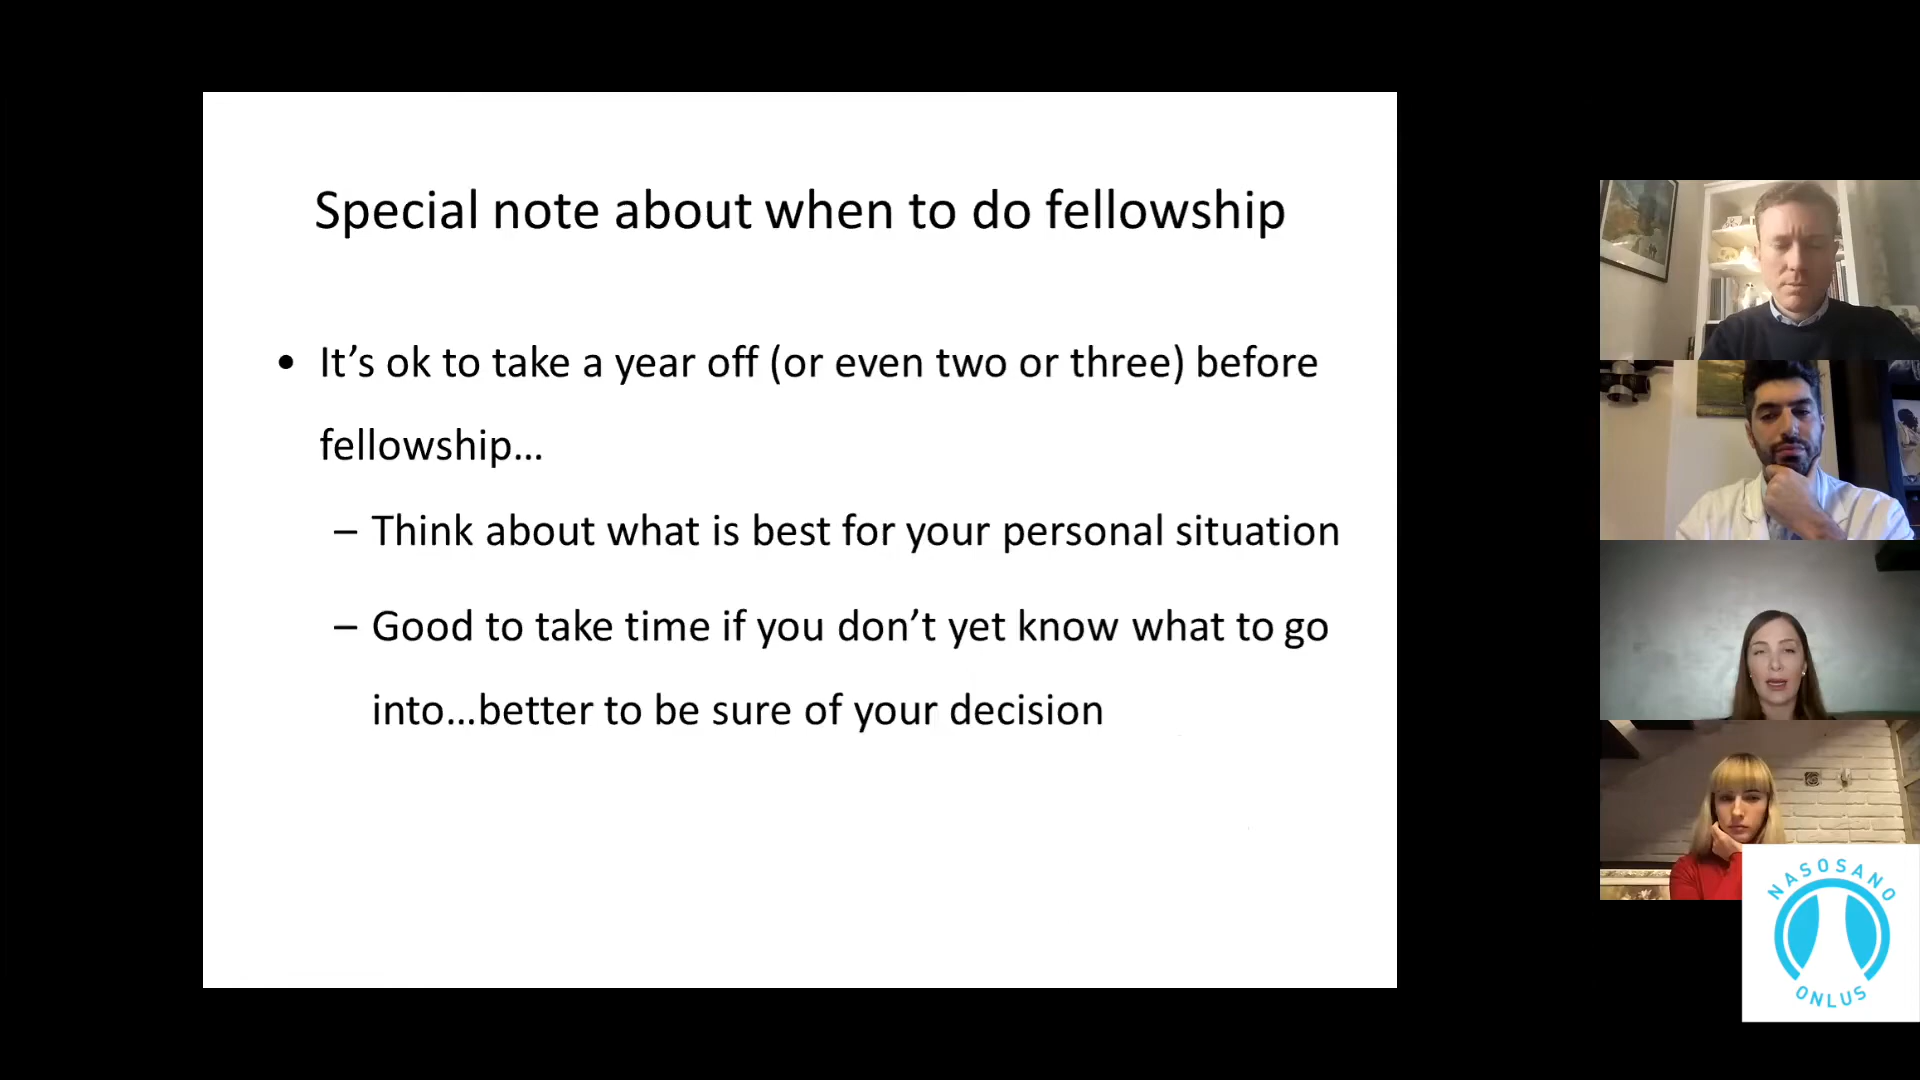 Special note about when to do fellowship
• It’s ok to take a year off (or even two or three) before
fellowship…
– Think about what is best for your personal situation
– Good to take time if you don’t yet know what to go
into…better to be sure of your decision
NASOSANO
ONLUS